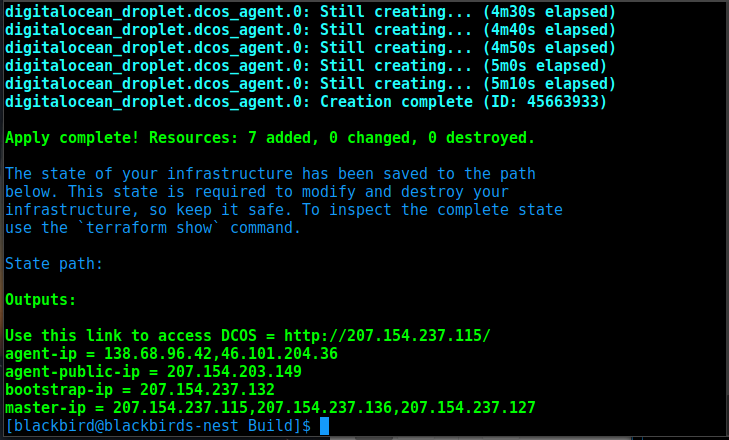 digitalocean_droplet.dcos_agent.0: Still creating... (4m30s elapsed)
digitalocean_droplet.dcos_agent.0: Still creating... (4m40s elapsed)
digitalocean_droplet.dcos_agent.0: Still creating... (4m50s elapsed)
digitalocean_droplet.dcos_agent.0: Still creating... (5m0s elapsed)
digitalocean_droplet.dcos_agent.0: Still creating... (5m10s elapsed)
digitalocean_droplet.dcos_agent.0: Creation complete (ID: 45663933)
Apply complete! Resources: 7 added, 0 changed, 0 destroyed.
The state of your infrastructure has been saved to the path
below. This state is required to modify and destroy your
infrastructure, so keep it safe. To inspect the complete state
use the `terraform show` command.
State path:
Outputs:
Use this link to access DCOS = http://207.154.237.115/
agent-ip = 138.68.96.42,46.101.204.36
agent-public-ip = 207.154.203.149
bootstrap-ip = 207.154.237.132
master-ip = 207.154.237.115,207.154.237.136,207.154.237.127
[blackbird@blackbirds-nest Build]$